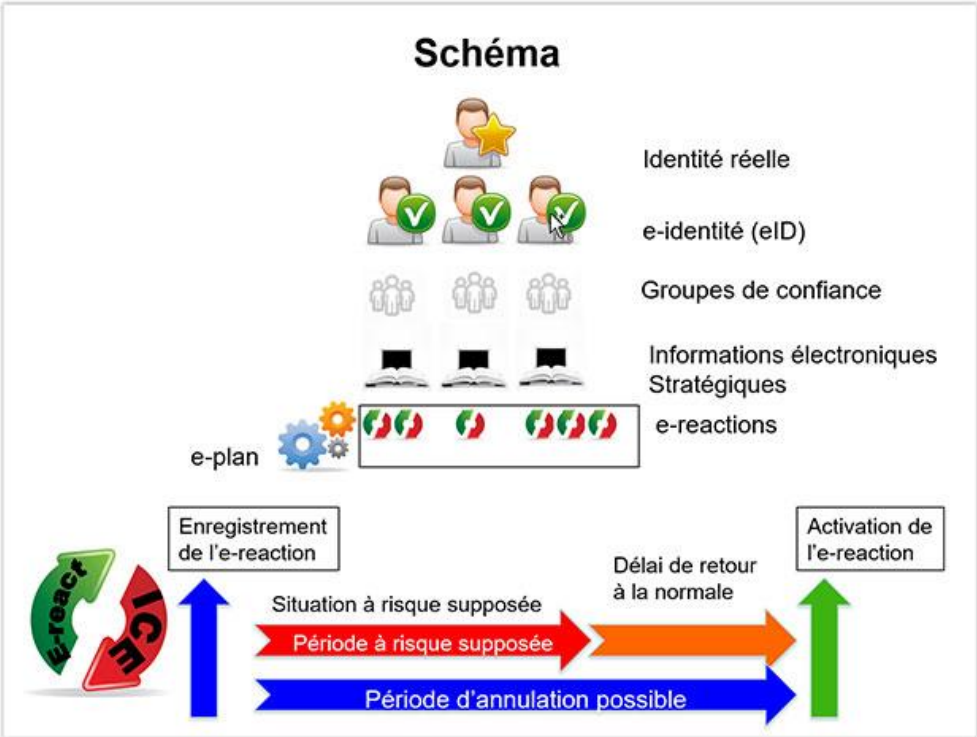 Schéma
Identité réelle
e-identité (eID)
Groupes de confiance
Informations électroniques
Stratégiques
e-reactions
e-plan
Enregistrement
de l'e-reaction
Activation de
l'e-reaction
Délai de retour
à la normale
Situation à risque supposée
Période à risque supposée
Période d'annulation possible
E-react
ICE